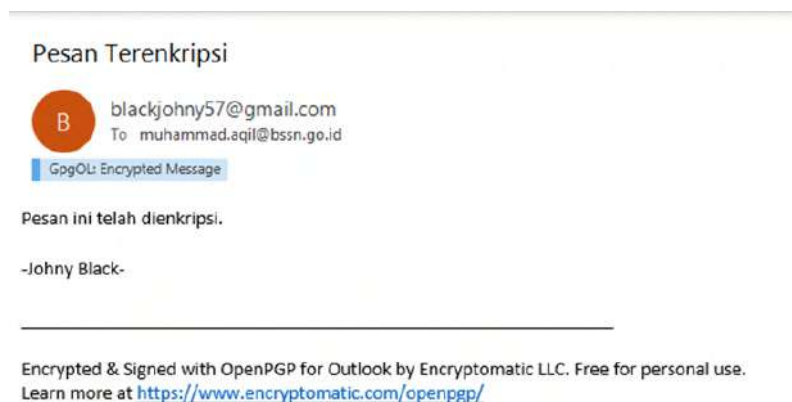 Pesan Terenkripsi
B
blackjohny57@gmail.com
To muhammad.aqil@bssn.go.id
GpgOL: Encrypted Message
Pesan ini telah dienkripsi.
-Johny Black-
Encrypted & Signed with OpenPGP for Outlook by Encryptomatic LLC. Free for personal use.
Learn more at https://www.encryptomatic.com/openpgp/